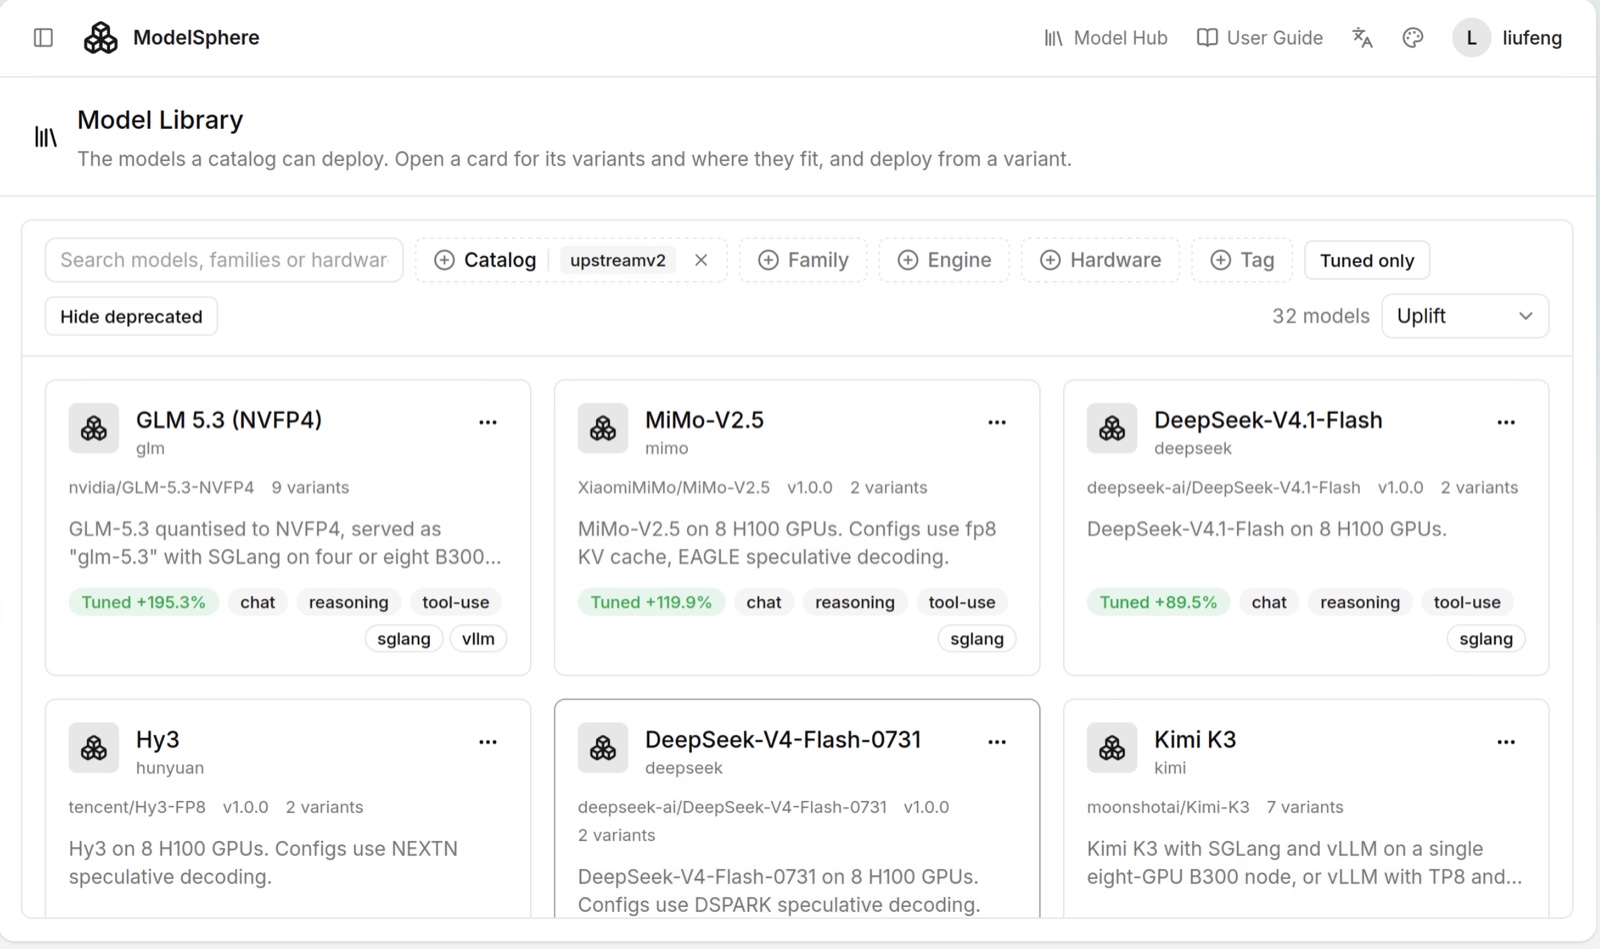 ModelSphere
Model Hub
User Guide
L
liufeng
Model Library
The models a catalog can deploy. Open a card for its variants and where they fit, and deploy from a variant.
Search models, families or hardwar
Catalog
upstreamv2
Family
Engine
Hardware
Tag
Tuned only
Hide deprecated
32 models
Uplift
GLM 5.3 (NVFP4)
glm
nvidia/GLM-5.3-NVFP4 9 variants
GLM-5.3 quantised to NVFP4, served as
"glm-5.3" with SGLang on four or eight B300...
Tuned +195.3% chat reasoning tool-use
sglang vllm
MiMo-V2.5
mimo
XiaomiMiMo/MiMo-V2.5 v1.0.0 2 variants
MiMo-V2.5 on 8 H100 GPUs. Configs use fp8
KV cache, EAGLE speculative decoding.
Tuned +119.9% chat reasoning tool-use
sglang
DeepSeek-V4.1-Flash
deepseek
deepseek-ai/DeepSeek-V4.1-Flash v1.0.0 2 variants
DeepSeek-V4.1-Flash on 8 H100 GPUs.
Tuned +89.5% chat reasoning tool-use
sglang
Hy3
hunyuan
tencent/Hy3-FP8 v1.0.0 2 variants
Hy3 on 8 H100 GPUs. Configs use NEXTN
speculative decoding.
DeepSeek-V4-Flash-0731
deepseek
deepseek-ai/DeepSeek-V4-Flash-0731 v1.0.0
2 variants
DeepSeek-V4-Flash-0731 on 8 H100 GPUs.
Configs use DSPARK speculative decoding.
Kimi K3
kimi
moonshotai/Kimi-K3 7 variants
Kimi K3 with SGLang and vLLM on a single
eight-GPU B300 node, or vLLM with TP8 and...